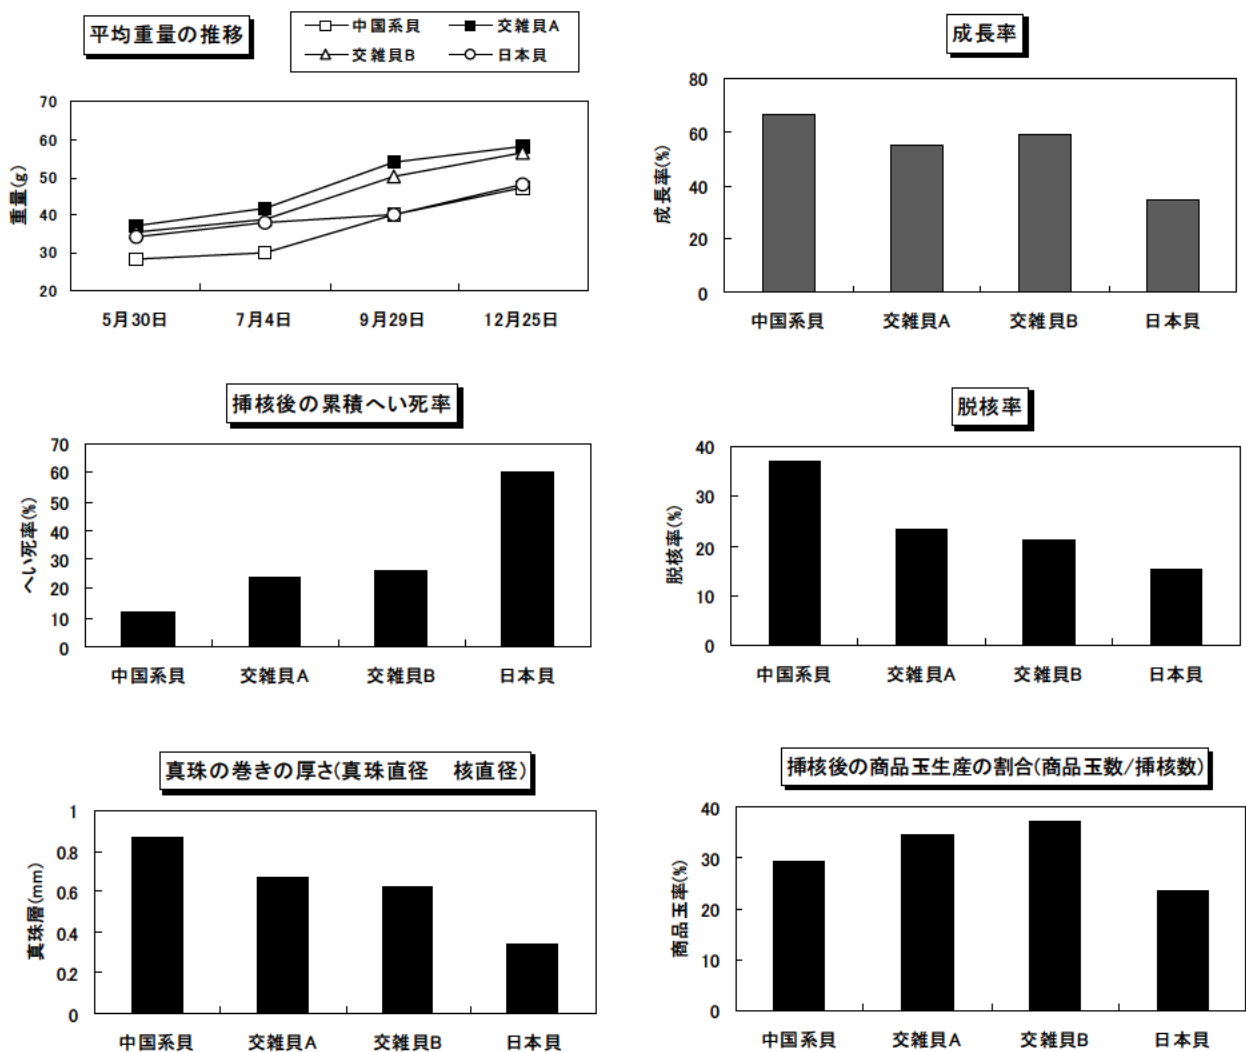 平均重量の推移
中国系貝
交雑貝A
交雑貝B
日本貝
重量(g)
70
60
50
40
30
20
5月30日
7月4日
9月29日
12月25日
成長率
成長率(%)
80
60
40
20
0
中国系貝
交雑貝A
交雑貝B
日本貝
挿核後の累積へい死率
へい死率(%)
70
60
50
40
30
20
10
0
中国系貝
交雑貝A
交雑貝B
日本貝
脱核率
脱核率(%)
40
30
20
10
0
中国系貝
交雑貝A
交雑貝B
日本貝
真珠の巻きの厚さ(真珠直径　核直径)
真珠層(mm)
1
0.8
0.6
0.4
0.2
0
中国系貝
交雑貝A
交雑貝B
日本貝
挿核後の商品玉生産の割合(商品玉数/挿核数)
商品玉率(%)
40
30
20
10
0
中国系貝
交雑貝A
交雑貝B
日本貝